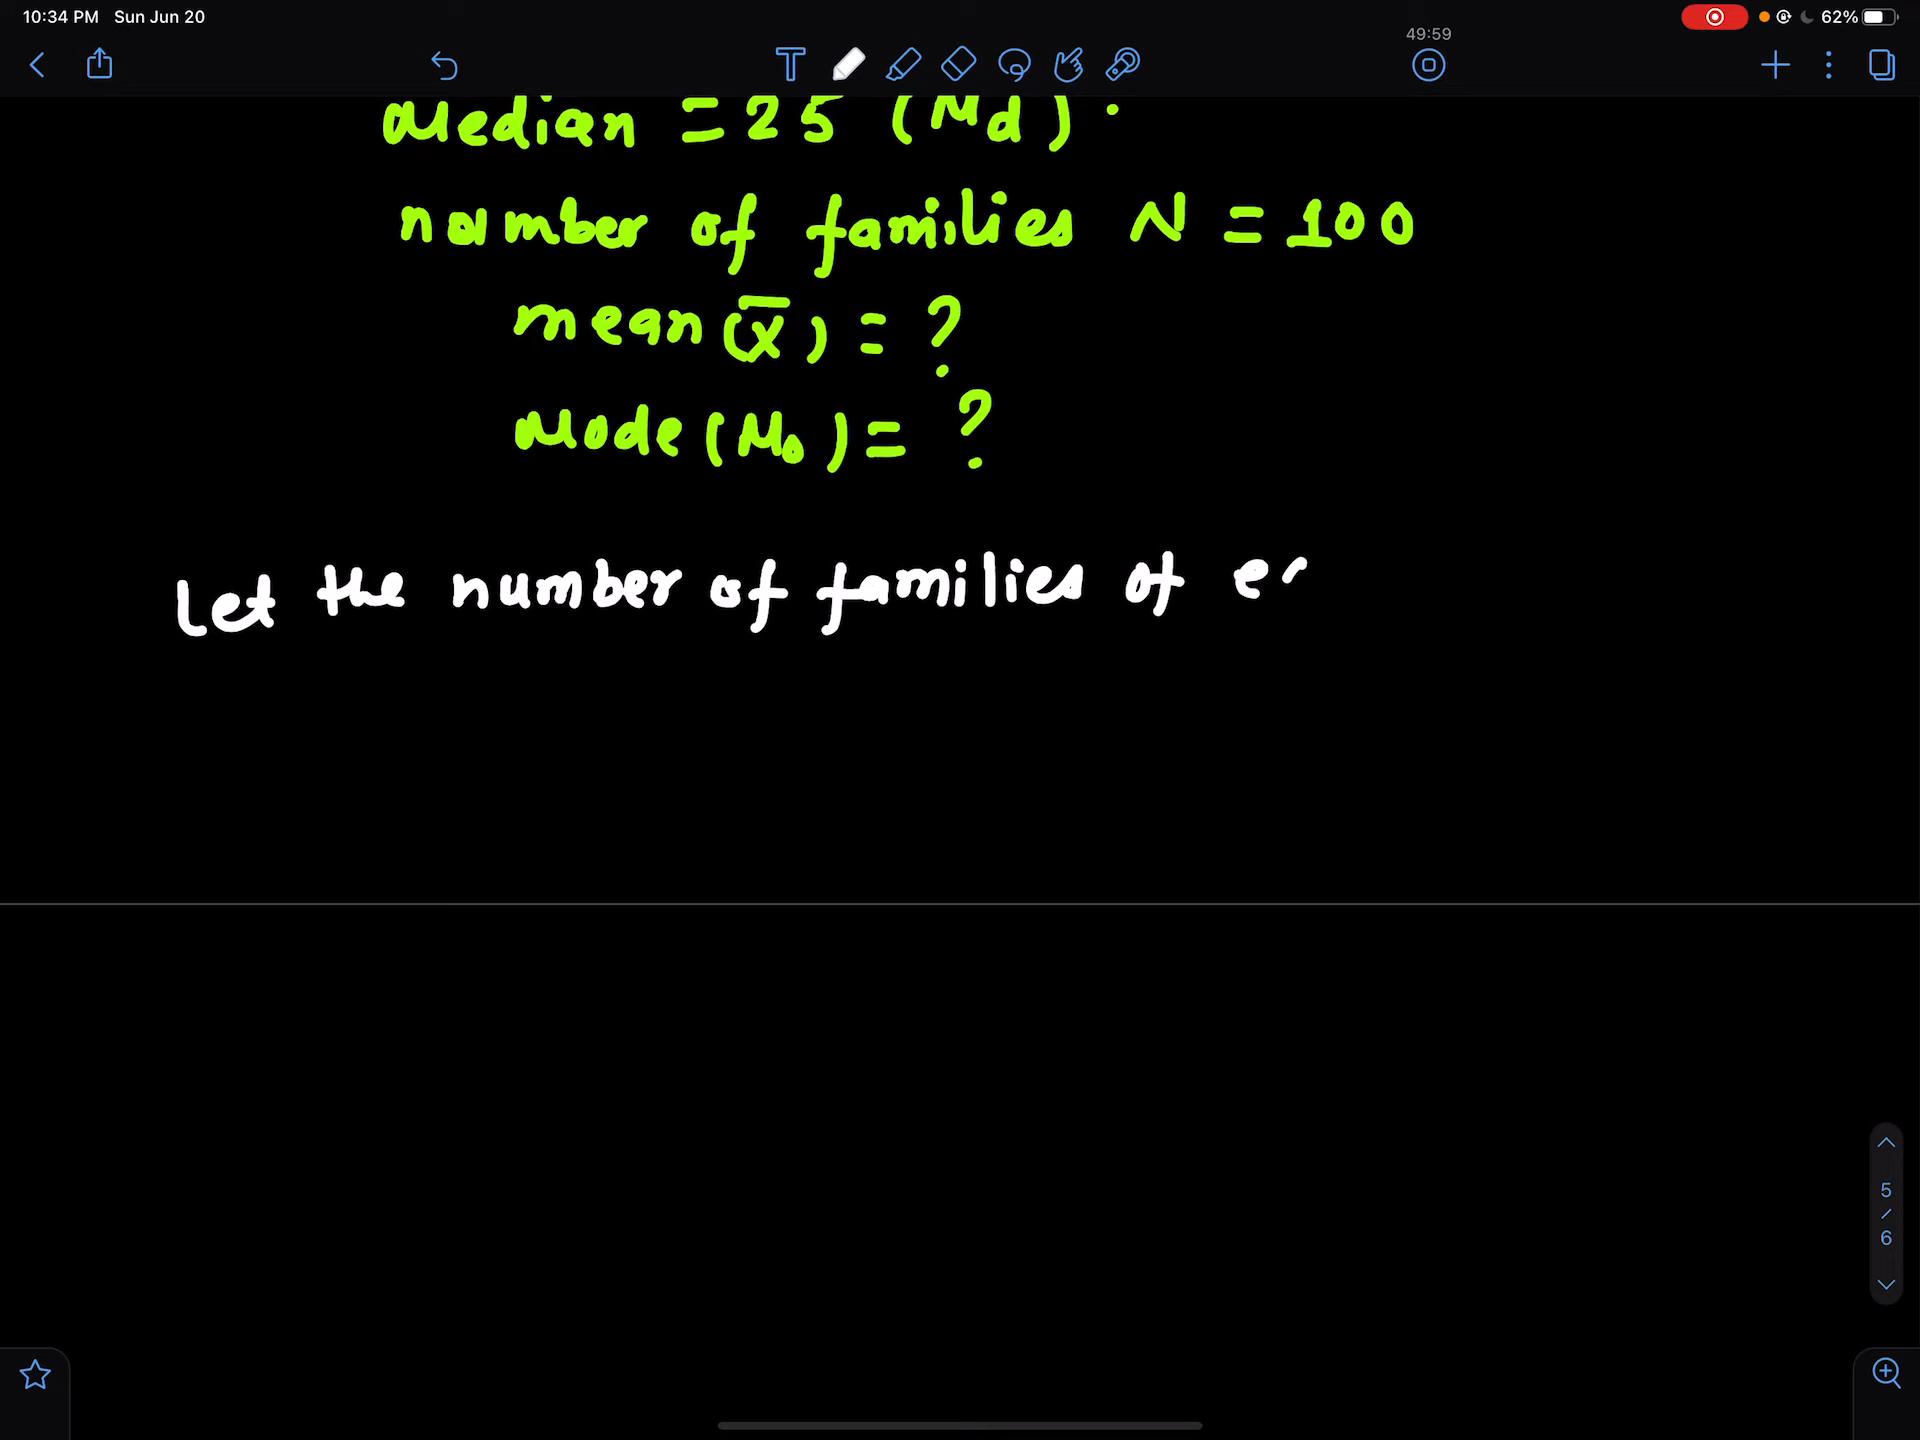 10:34 PM Sun Jun 20
62%
49:59
Median = 25 (Md).
number of families N = 100
mean (x̅) = ?
Mode (Mo) = ?
Let the number of families of
5
/
6